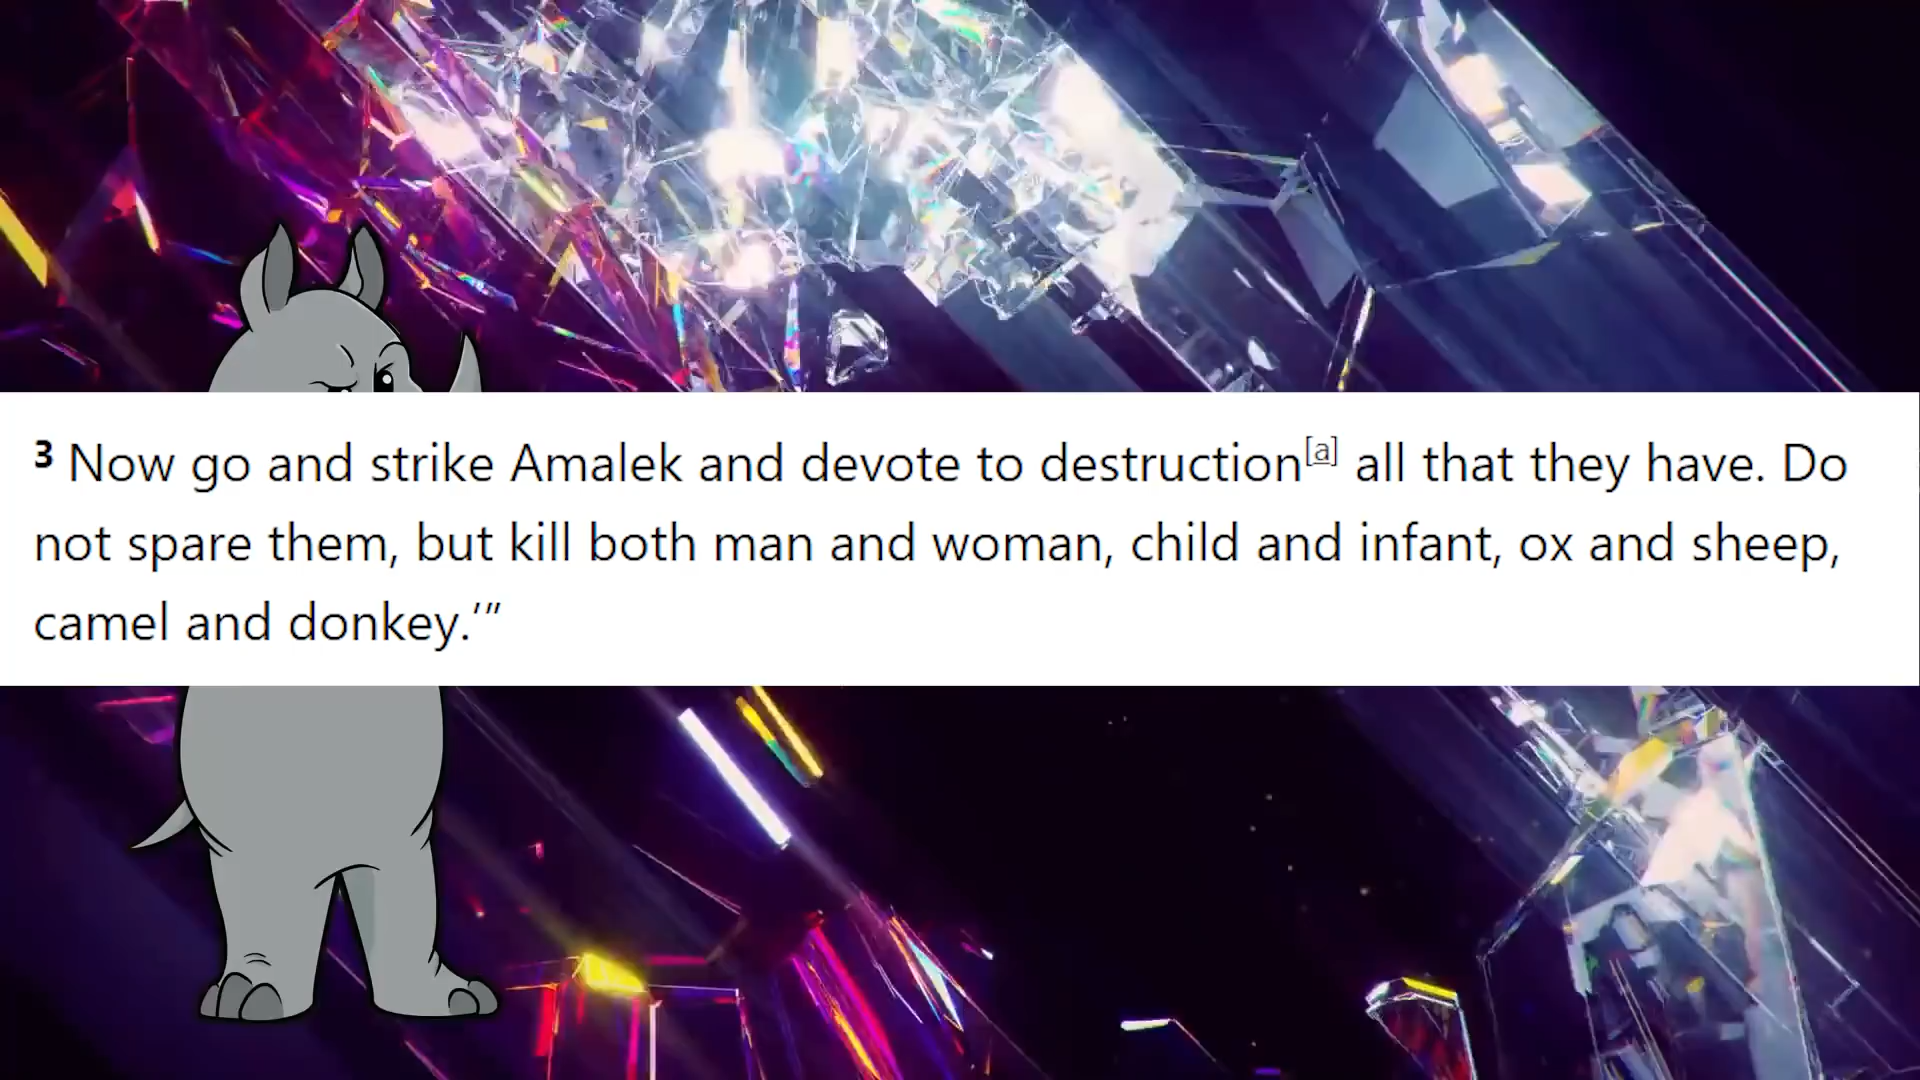 3 Now go and strike Amalek and devote to destruction[a] all that they have. Do
not spare them, but kill both man and woman, child and infant, ox and sheep,
camel and donkey.’”